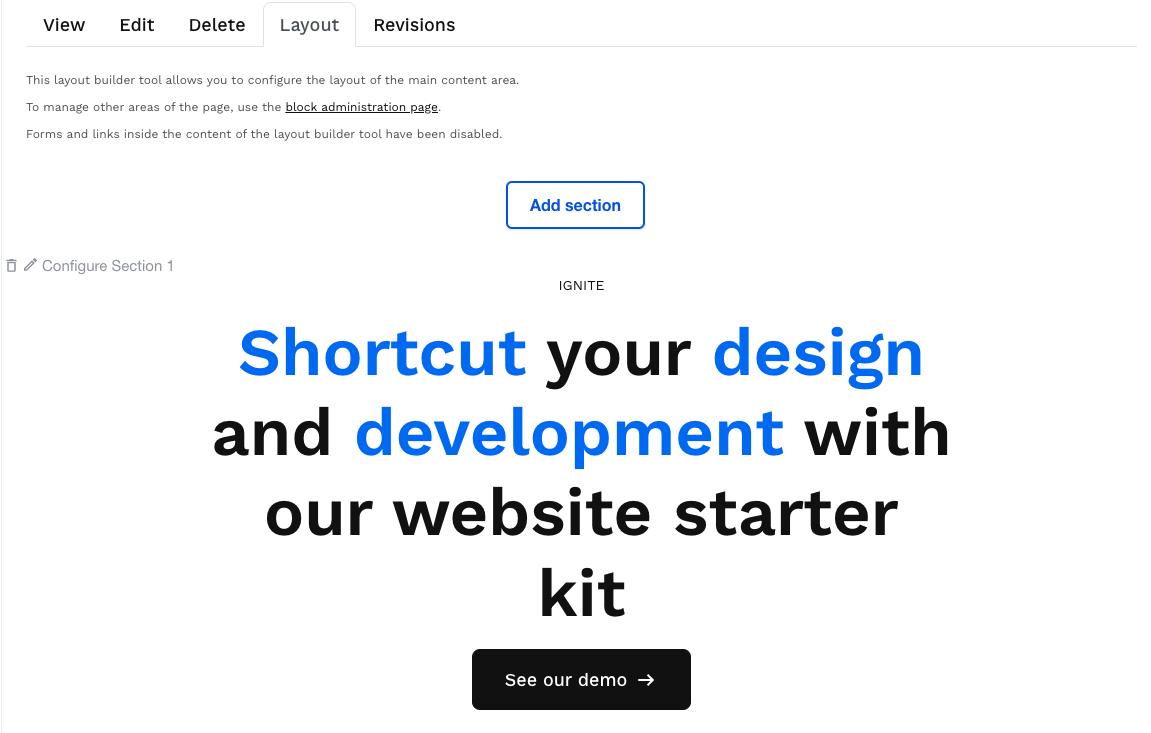 View Edit Delete Layout Revisions
This layout builder tool allows you to configure the layout of the main content area.
To manage other areas of the page, use the block administration page.
Forms and links inside the content of the layout builder tool have been disabled.
Add section
Configure Section 1
IGNITE
Shortcut your design
and development with
our website starter
kit
See our demo →